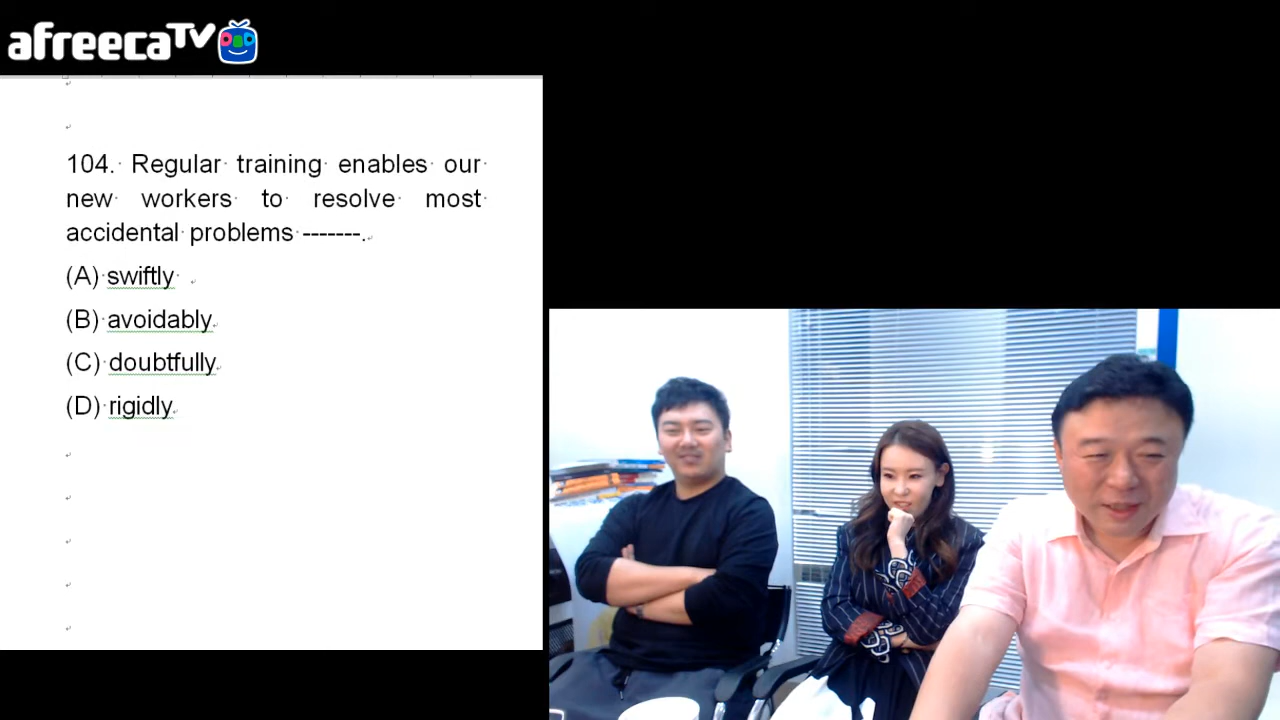 afreecaTV
104. Regular training enables our
new workers to resolve most
accidental problems -------.
(A) swiftly
(B) avoidably
(C) doubtfully
(D) rigidly